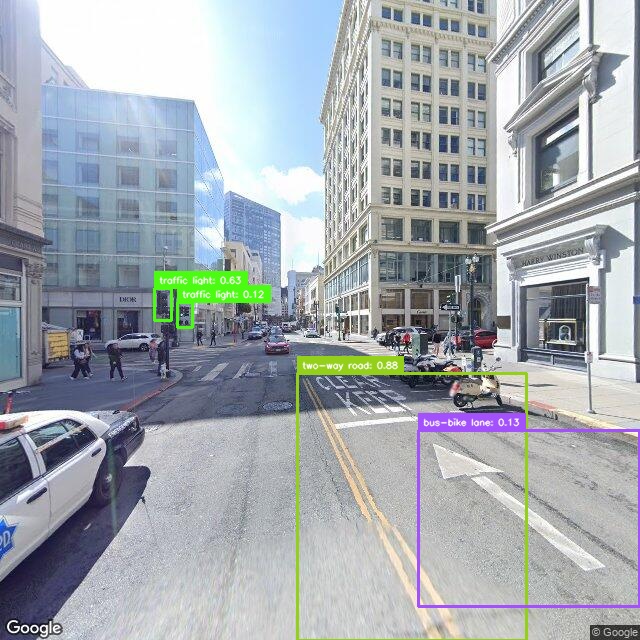 traffic light: 0.63
traffic light: 0.12
DIOR
HARRY WINSTON
two-way road: 0.88
CLEAR
KEEP
bus-bike lane: 0.13
Google
© Google